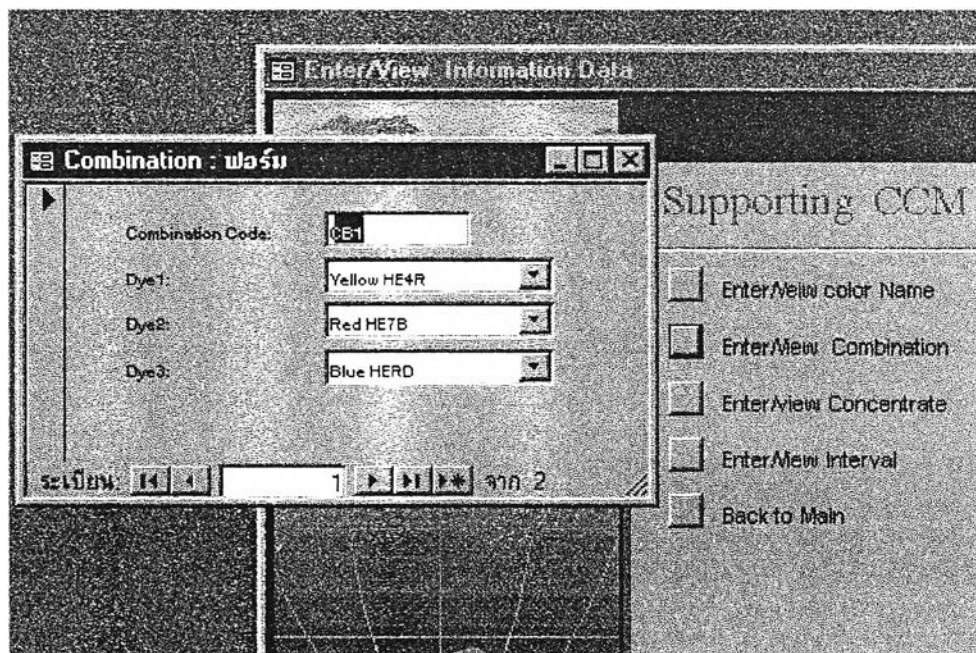 Enter/View Information Data
Combination : ฟอร์ม
Combination Code: CB1
Dye1: Yellow HE4R
Dye2: Red HE7B
Dye3: Blue HERD
ระเบียน: 1 จาก 2
Supporting CCM
Enter/Veiw color Name
Enter/View Combination
Enter/view Concentrate
Enter/View Interval
Back to Main